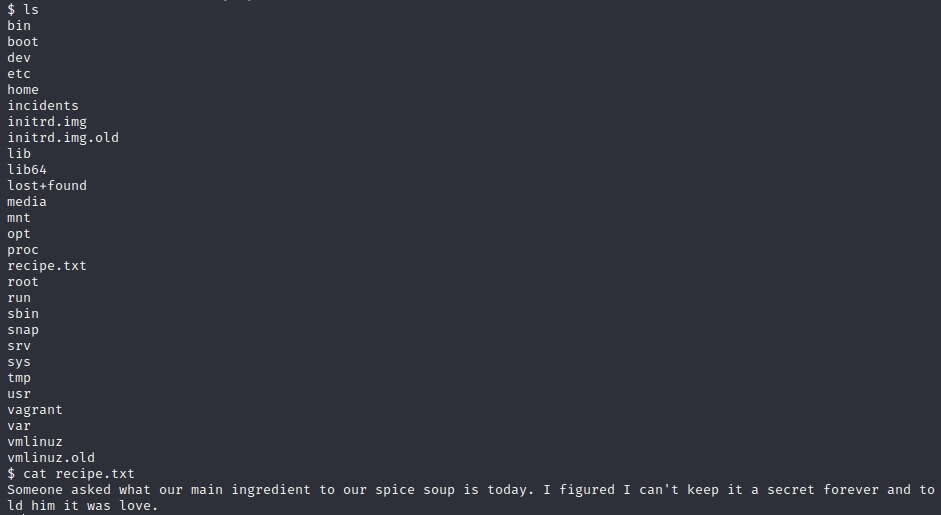 $ ls
bin
boot
dev
etc
home
incidents
initrd.img
initrd.img.old
lib
lib64
lost+found
media
mnt
opt
proc
recipe.txt
root
run
sbin
snap
srv
sys
tmp
usr
vagrant
var
vmlinuz
vmlinuz.old
$ cat recipe.txt
Someone asked what our main ingredient to our spice soup is today. I figured I can't keep it a secret forever and to
ld him it was love.